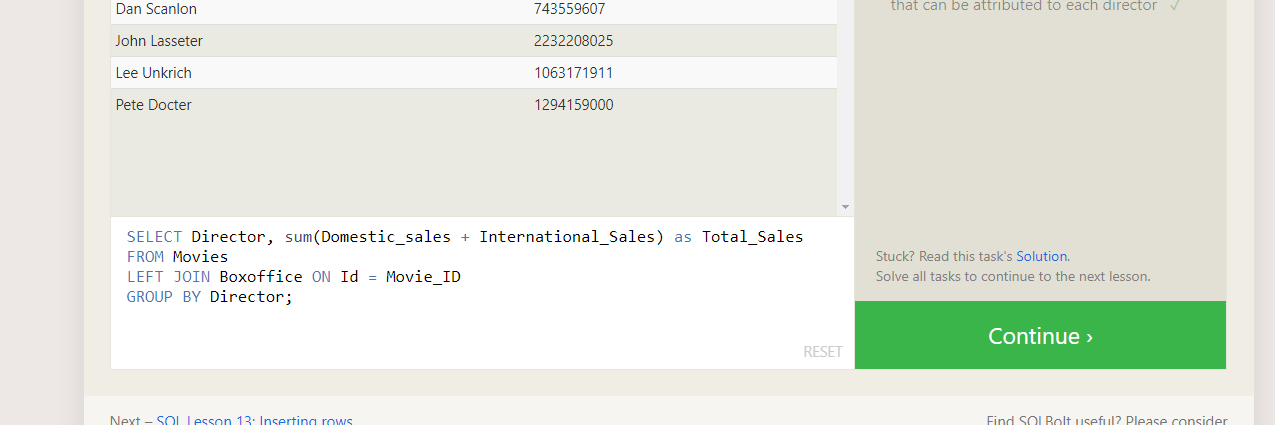 Dan Scanlon 743559607
John Lasseter 2232208025
Lee Unkrich 1063171911
Pete Docter 1294159000
that can be attributed to each director ✓
SELECT Director, sum(Domestic_sales + International_Sales) as Total_Sales
FROM Movies
LEFT JOIN Boxoffice ON Id = Movie_ID
GROUP BY Director;
RESET
Stuck? Read this task's Solution.
Solve all tasks to continue to the next lesson.
Continue ›
Next – SQL Lesson 13: Inserting rows
Find SQLBolt useful? Please consider